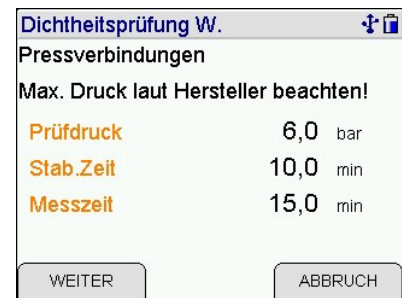 Dichtheitsprüfung W.
Pressverbindungen
Max. Druck laut Hersteller beachten!
Prüfdruck 6,0 bar
Stab.Zeit 10,0 min
Messzeit 15,0 min
WEITER ABBRUCH